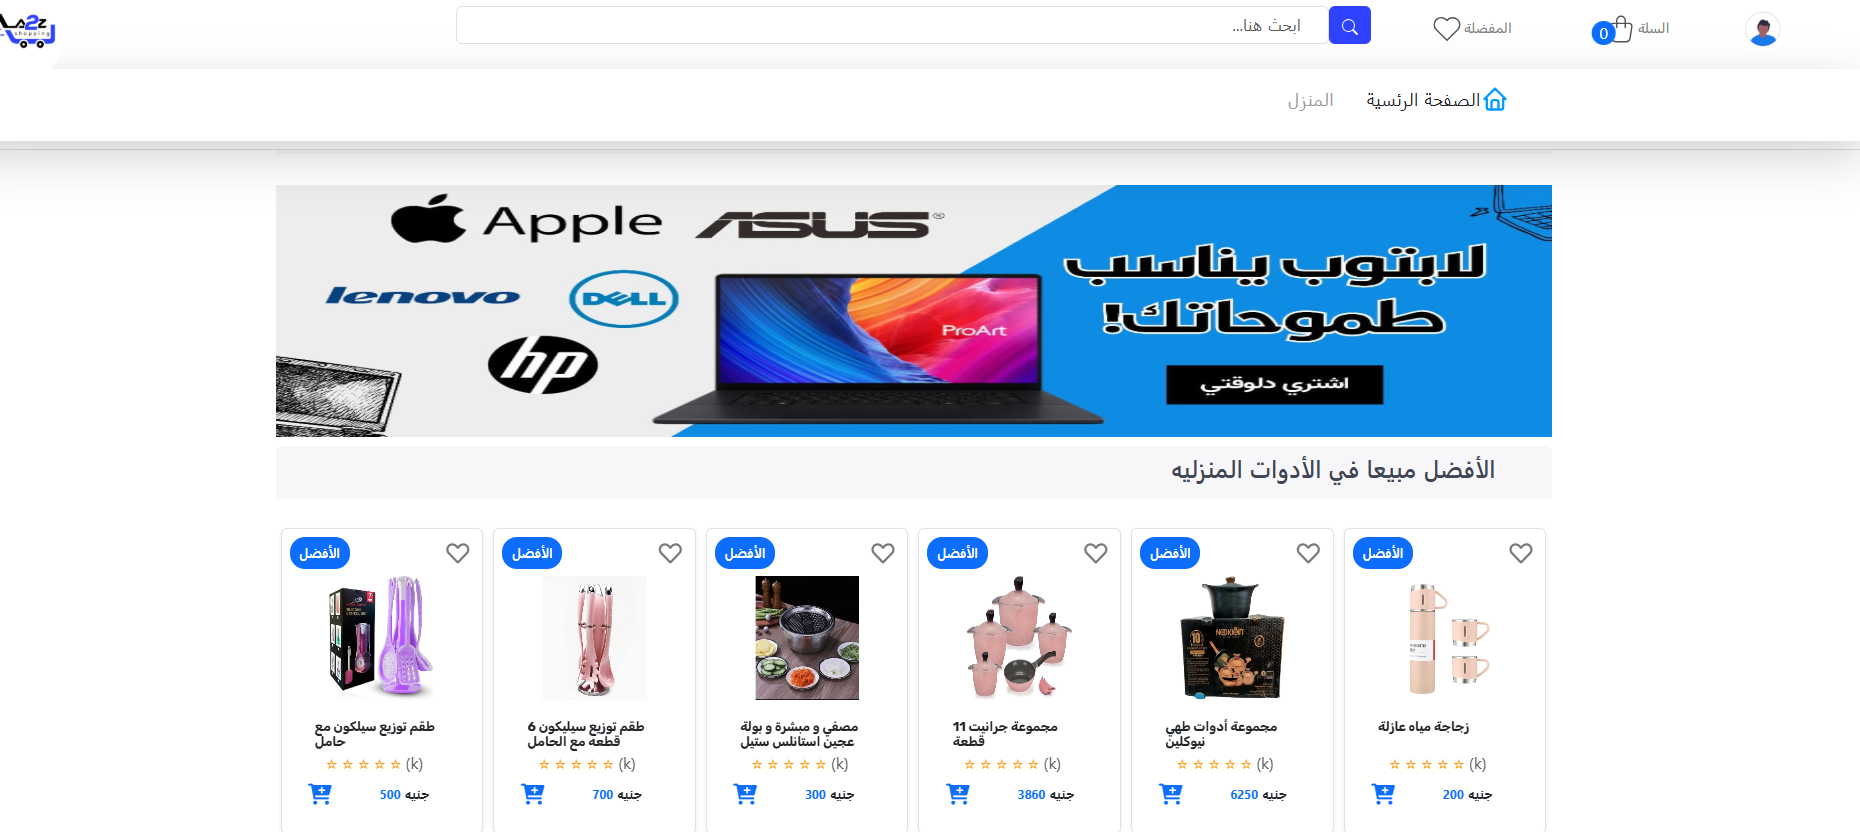 a2z
shopping
ابحث هنا...
المفضلة
السلة
0
الصفحة الرئسية
المنزل
Apple
ASUS
lenovo
DELL
hp
ProArt
لابتوب يناسب
طموحاتك!
اشتري دلوقتي
الأفضل مبيعا في الأدوات المنزليه
الأفضل
زجاجة مياه عازلة
(k)
جنيه 200
الأفضل
مجموعة أدوات طهي
نيوكلين
(k)
جنيه 6250
الأفضل
مجموعة جرانيت 11
قطعة
(k)
جنيه 3860
الأفضل
مصفي و مبشرة و بولة
عجين استانلس ستيل
(k)
جنيه 300
الأفضل
طقم توزيع سيليكون 6
قطعه مع الحامل
(k)
جنيه 700
الأفضل
طقم توزيع سيلكون مع
حامل
(k)
جنيه 500